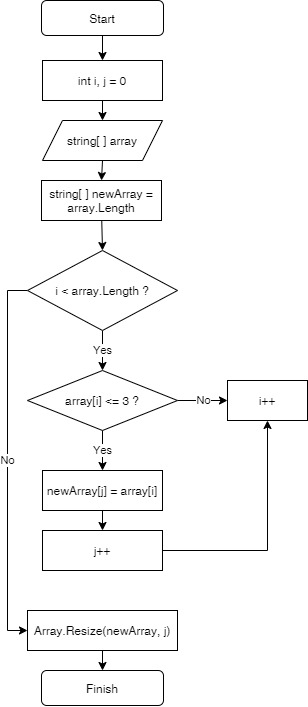 Start
int i, j = 0
string[ ] array
string[ ] newArray =
array.Length
i < array.Length ?
Yes
array[i] <= 3 ?
No
i++
Yes
No
newArray[j] = array[i]
j++
Array.Resize(newArray, j)
Finish